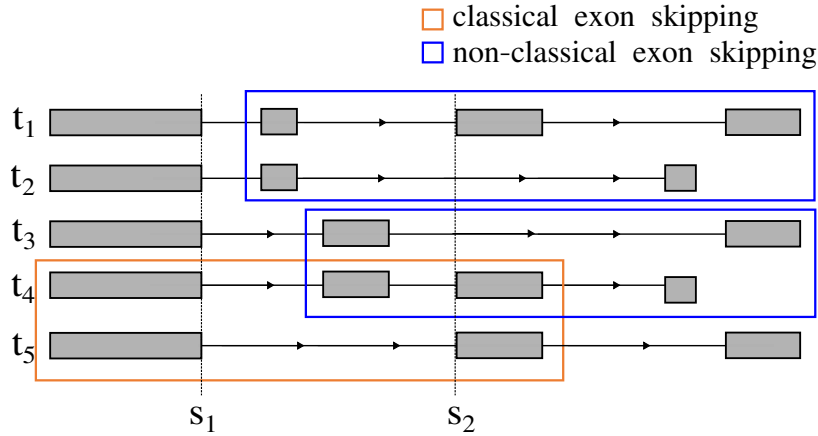 classical exon skipping
non-classical exon skipping
t1
t2
t3
t4
t5
s1 s2